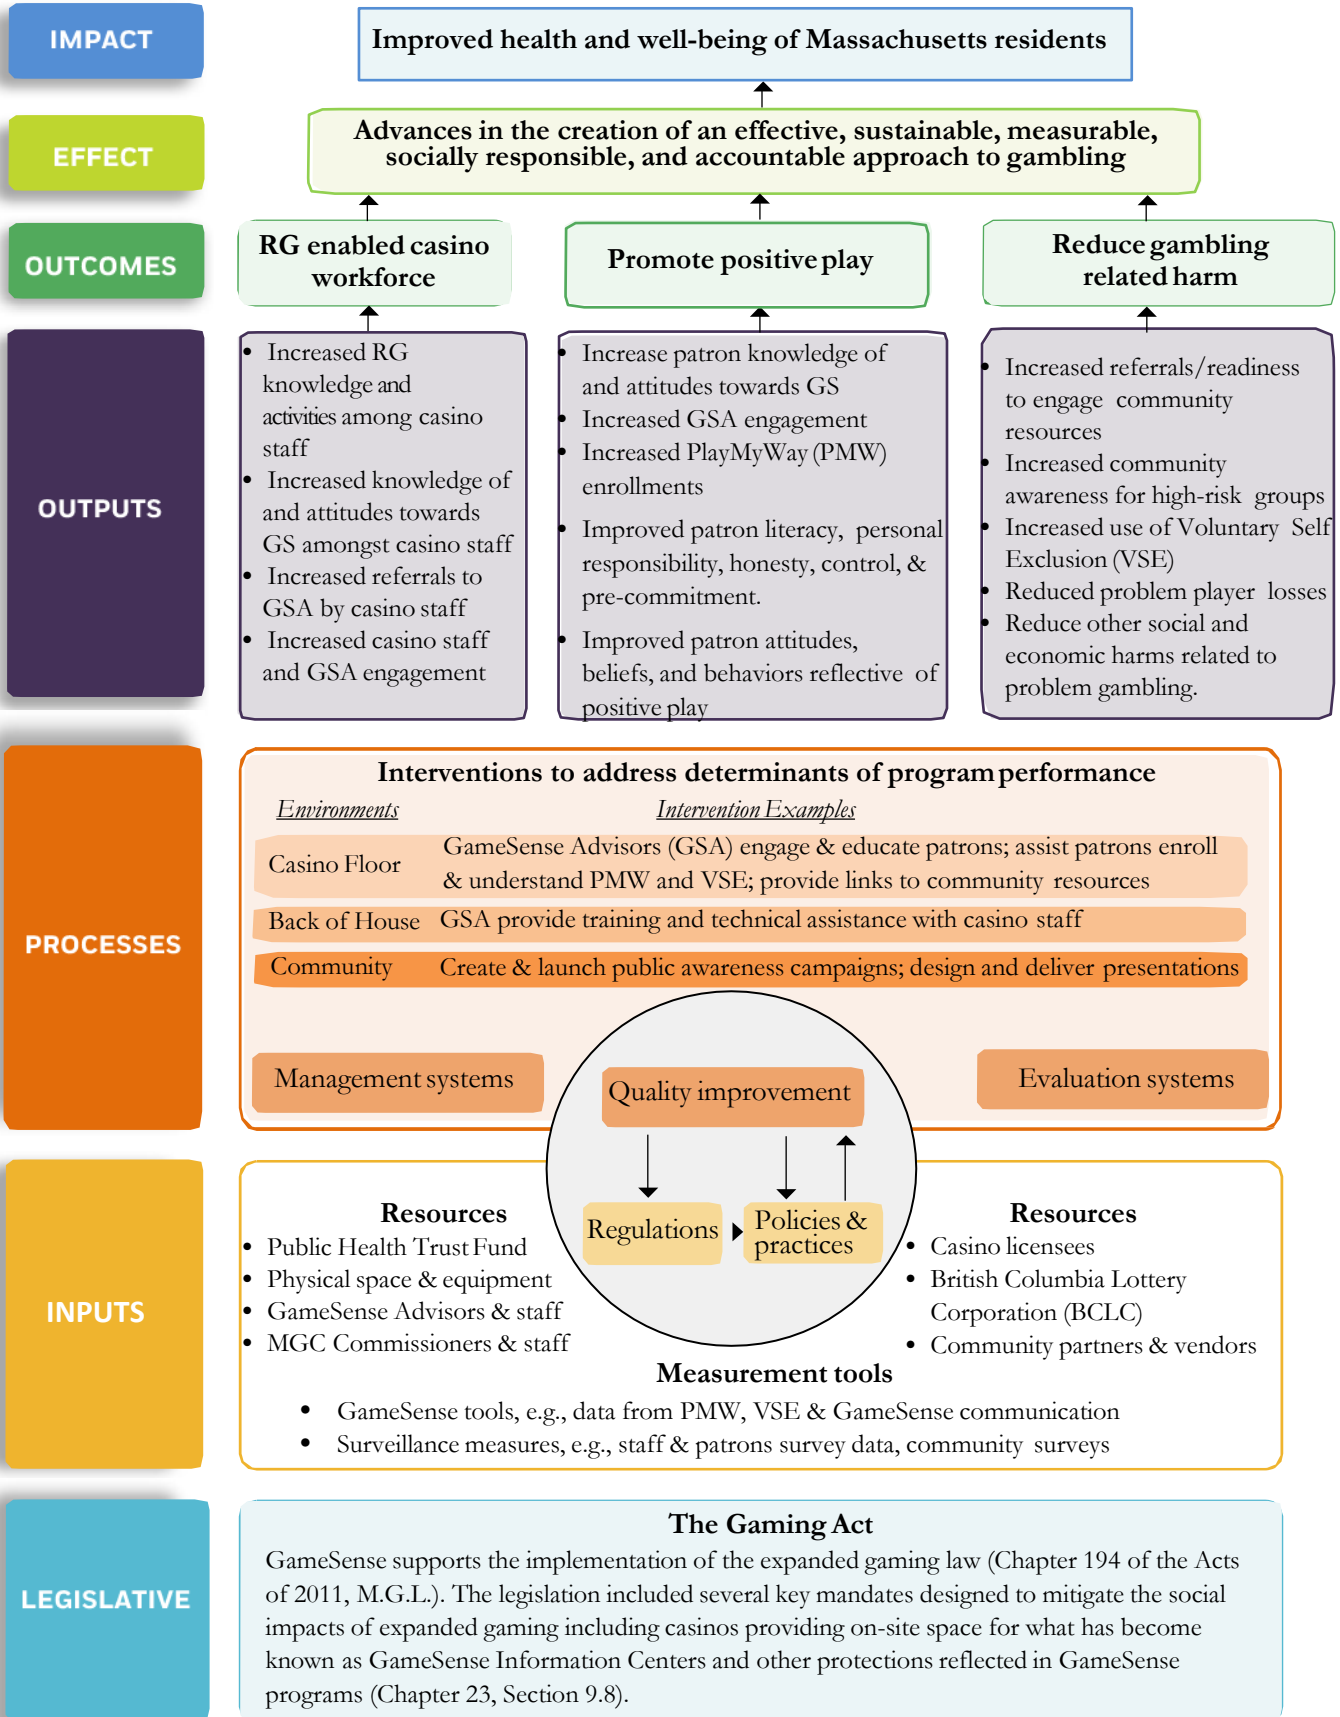 IMPACT
Improved health and well-being of Massachusetts residents
EFFECT
Advances in the creation of an effective, sustainable, measurable,
socially responsible, and accountable approach to gambling
OUTCOMES
RG enabled casino
workforce
Promote positive play
Reduce gambling
related harm
OUTPUTS
• Increased RG
knowledge and
activities among casino
staff
• Increased knowledge of
and attitudes towards
GS amongst casino staff
• Increased referrals to
GSA by casino staff
• Increased casino staff
and GSA engagement
• Increase patron knowledge of
and attitudes towards GS
• Increased GSA engagement
• Increased PlayMyWay (PMW)
enrollments
• Improved patron literacy, personal
responsibility, honesty, control, &
pre-commitment.
• Improved patron attitudes,
beliefs, and behaviors reflective of
positive play
• Increased referrals/readiness
to engage community
resources
• Increased community
awareness for high-risk groups
• Increased use of Voluntary Self
Exclusion (VSE)
• Reduced problem player losses
• Reduce other social and
economic harms related to
problem gambling.
PROCESSES
Interventions to address determinants of program performance
Environments
Intervention Examples
Casino Floor
GameSense Advisors (GSA) engage & educate patrons; assist patrons enroll
& understand PMW and VSE; provide links to community resources
Back of House
GSA provide training and technical assistance with casino staff
Community
Create & launch public awareness campaigns; design and deliver presentations
Management systems
Quality improvement
Evaluation systems
INPUTS
Regulations
Policies &
practices
Resources
• Public Health Trust Fund
• Physical space & equipment
• GameSense Advisors & staff
• MGC Commissioners & staff
Resources
• Casino licensees
• British Columbia Lottery
Corporation (BCLC)
• Community partners & vendors
Measurement tools
• GameSense tools, e.g., data from PMW, VSE & GameSense communication
• Surveillance measures, e.g., staff & patrons survey data, community surveys
LEGISLATIVE
The Gaming Act
GameSense supports the implementation of the expanded gaming law (Chapter 194 of the Acts
of 2011, M.G.L.). The legislation included several key mandates designed to mitigate the social
impacts of expanded gaming including casinos providing on-site space for what has become
known as GameSense Information Centers and other protections reflected in GameSense
programs (Chapter 23, Section 9.8).